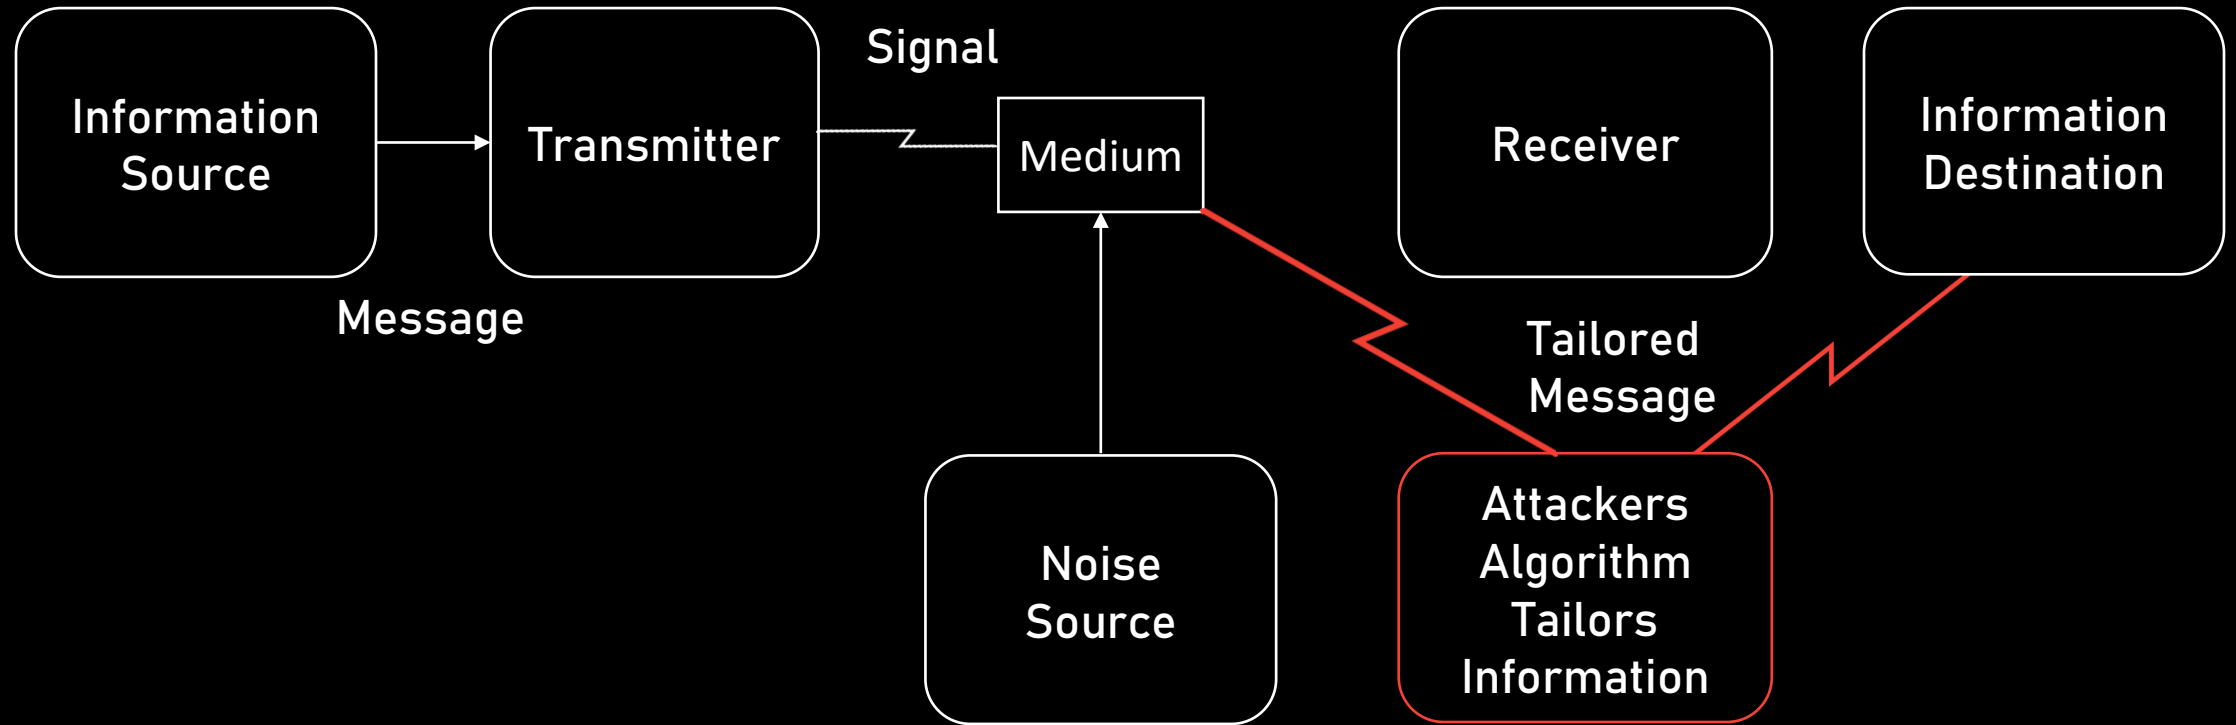 Information
Source
Transmitter
Signal
Medium
Receiver
Information
Destination
Message
Tailored
Message
Noise
Source
Attackers
Algorithm
Tailors
Information